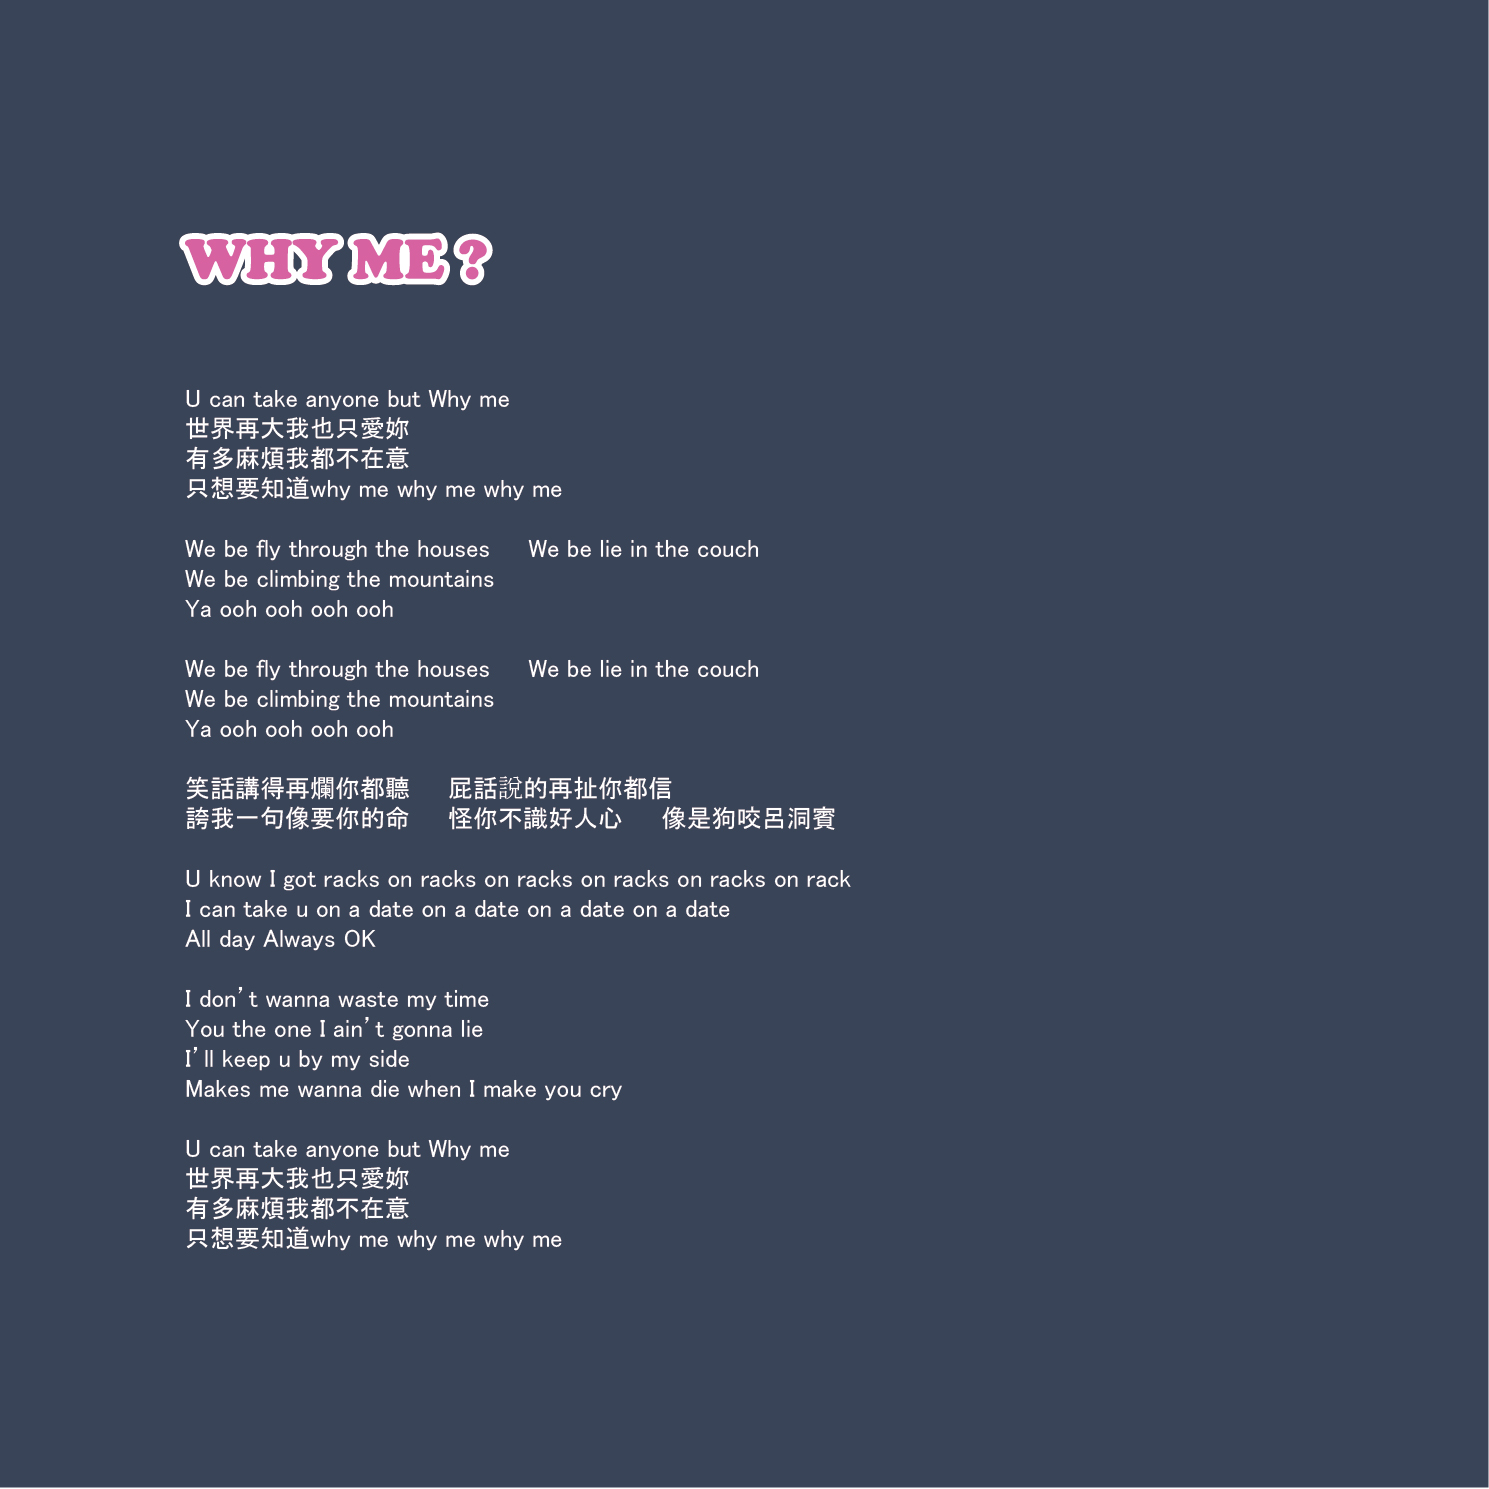 WHY ME?
U can take anyone but Why me
世界再大我也只愛妳
有多麻煩我都不在意
只想要知道why me why me why me
We be fly through the houses　We be lie in the couch
We be climbing the mountains
Ya ooh ooh ooh ooh
We be fly through the houses　We be lie in the couch
We be climbing the mountains
Ya ooh ooh ooh ooh
笑話講得再爛你都聽　屁話說的再扯你都信
誇我一句像要你的命　怪你不識好人心　像是狗咬呂洞賓
U know I got racks on racks on racks on racks on racks on rack
I can take u on a date on a date on a date on a date
All day Always OK
I don’t wanna waste my time
You the one I ain’t gonna lie
I’ll keep u by my side
Makes me wanna die when I make you cry
U can take anyone but Why me
世界再大我也只愛妳
有多麻煩我都不在意
只想要知道why me why me why me